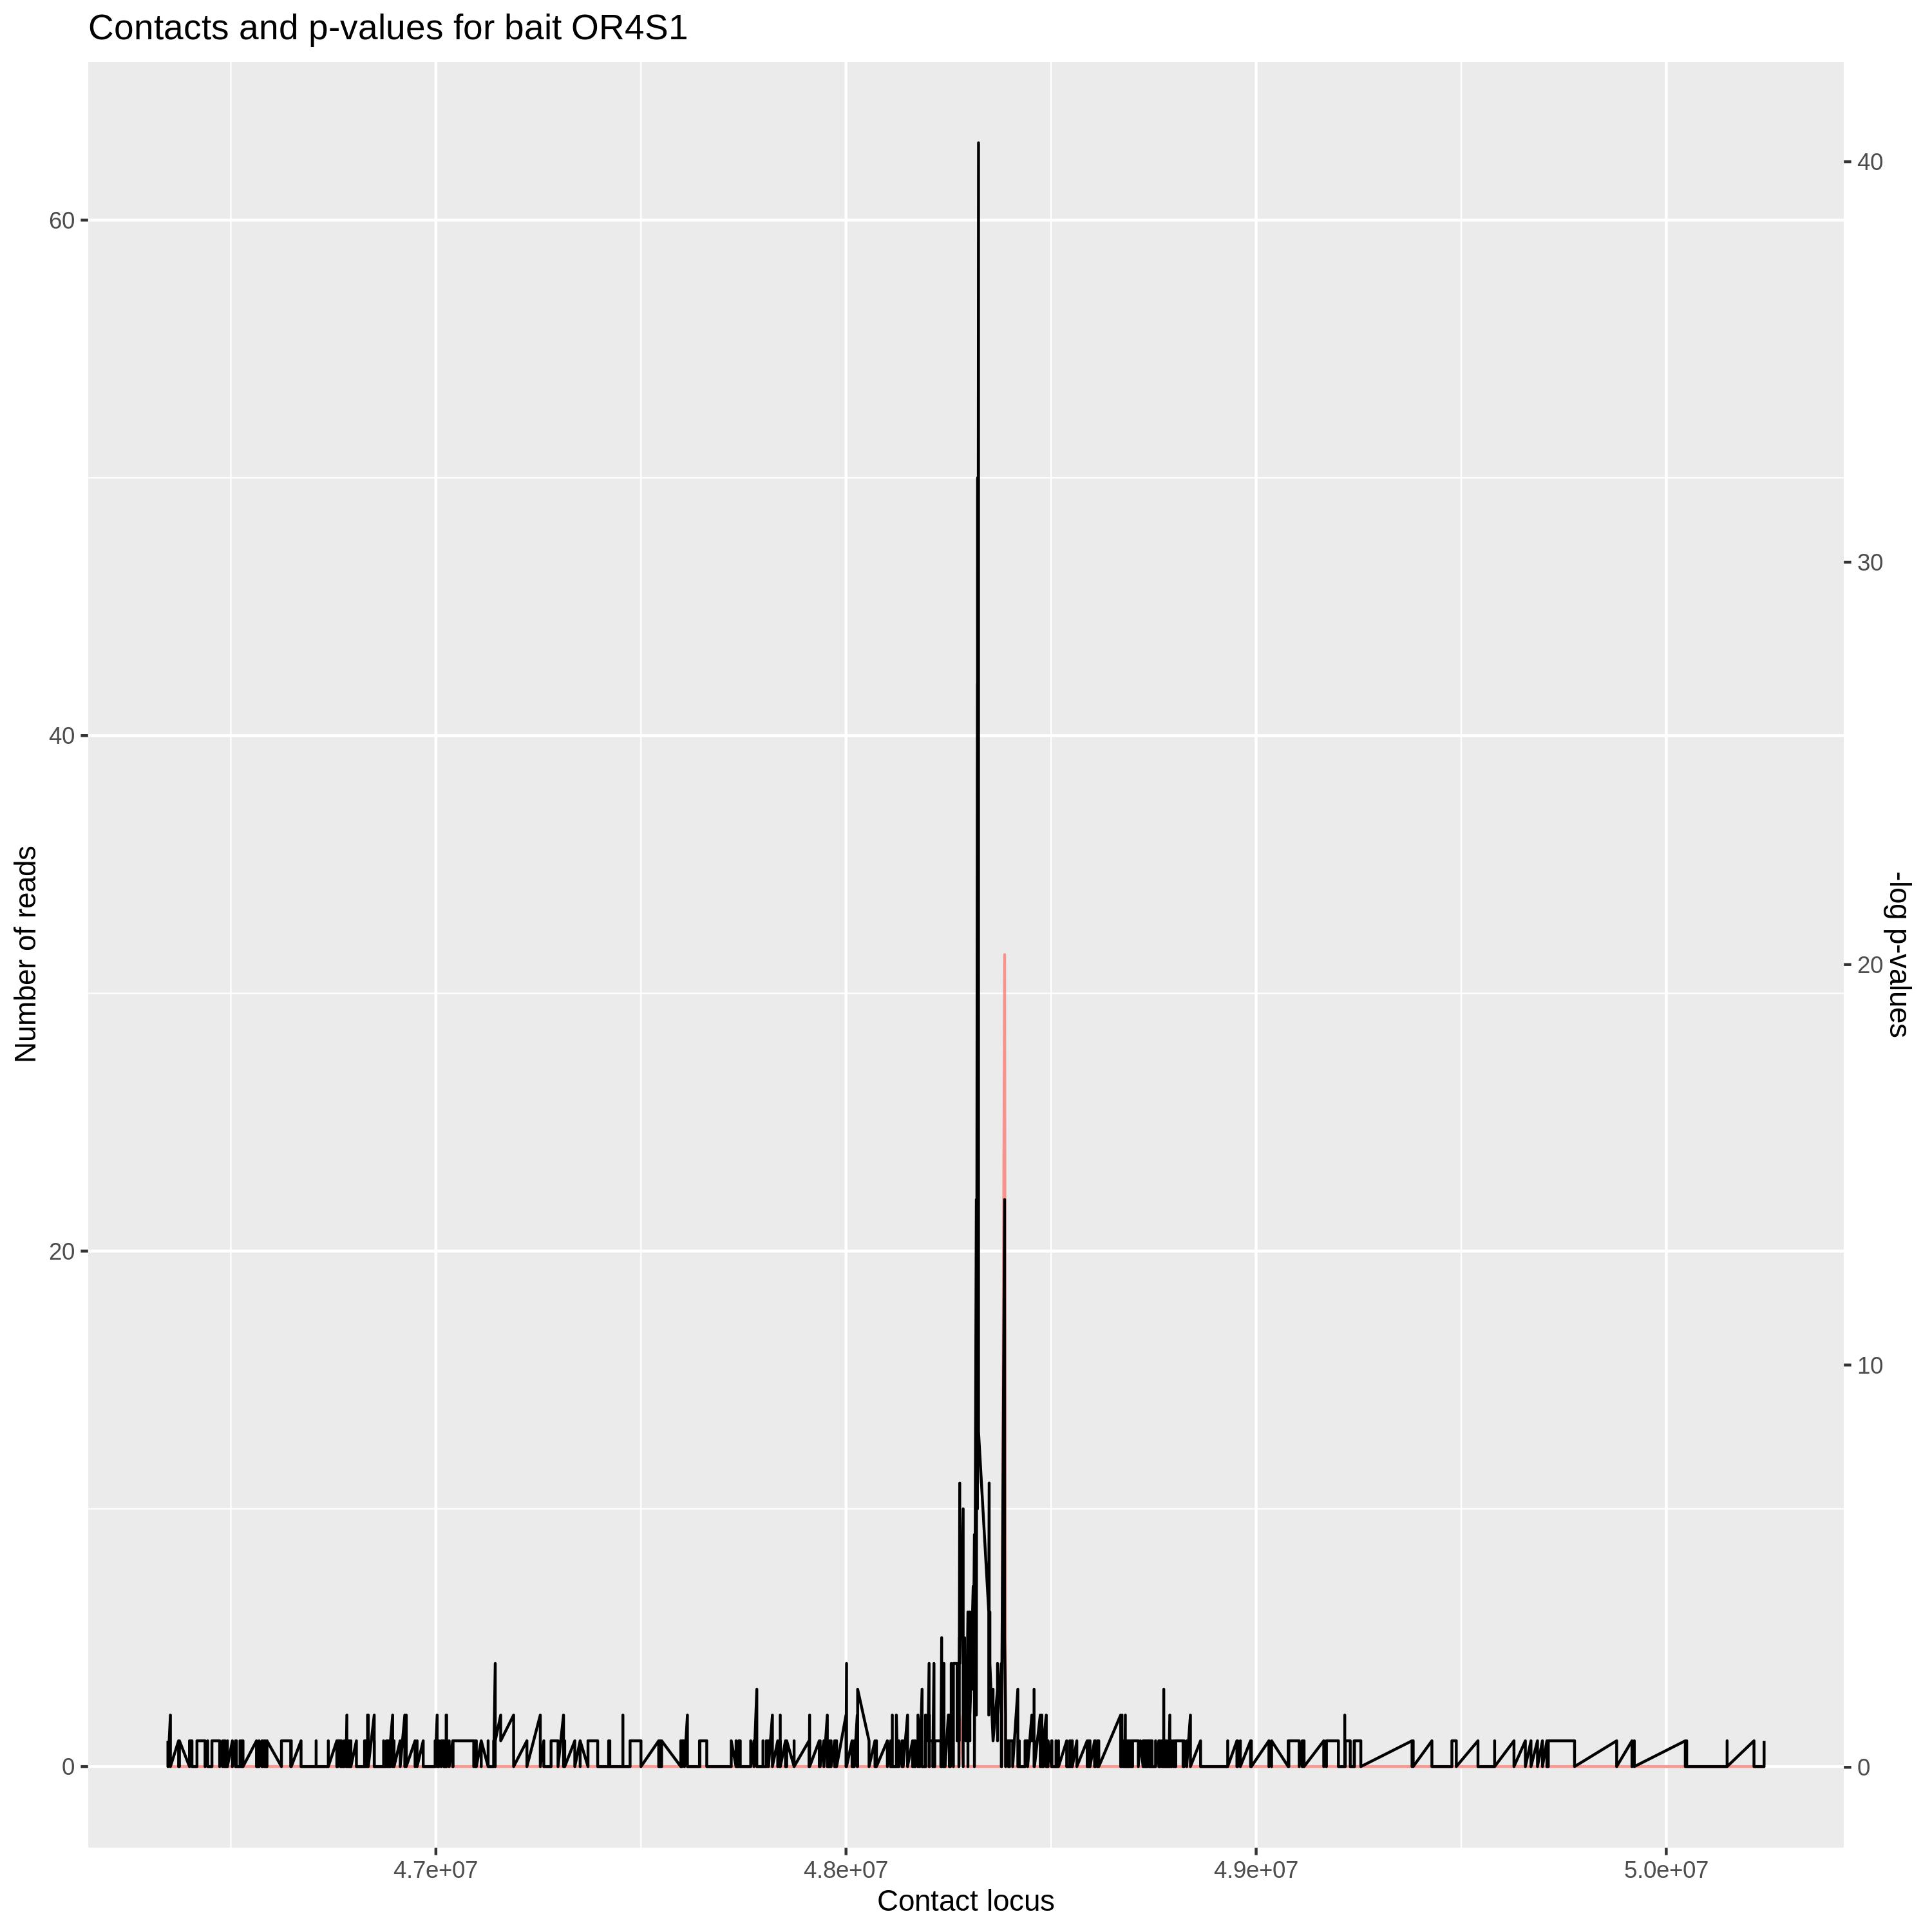 Contacts and p-values for bait OR4S1
60
40
20
0
Number of reads
40
30
20
10
0
-log p-values
4.7e+07
4.8e+07
4.9e+07
5.0e+07
Contact locus